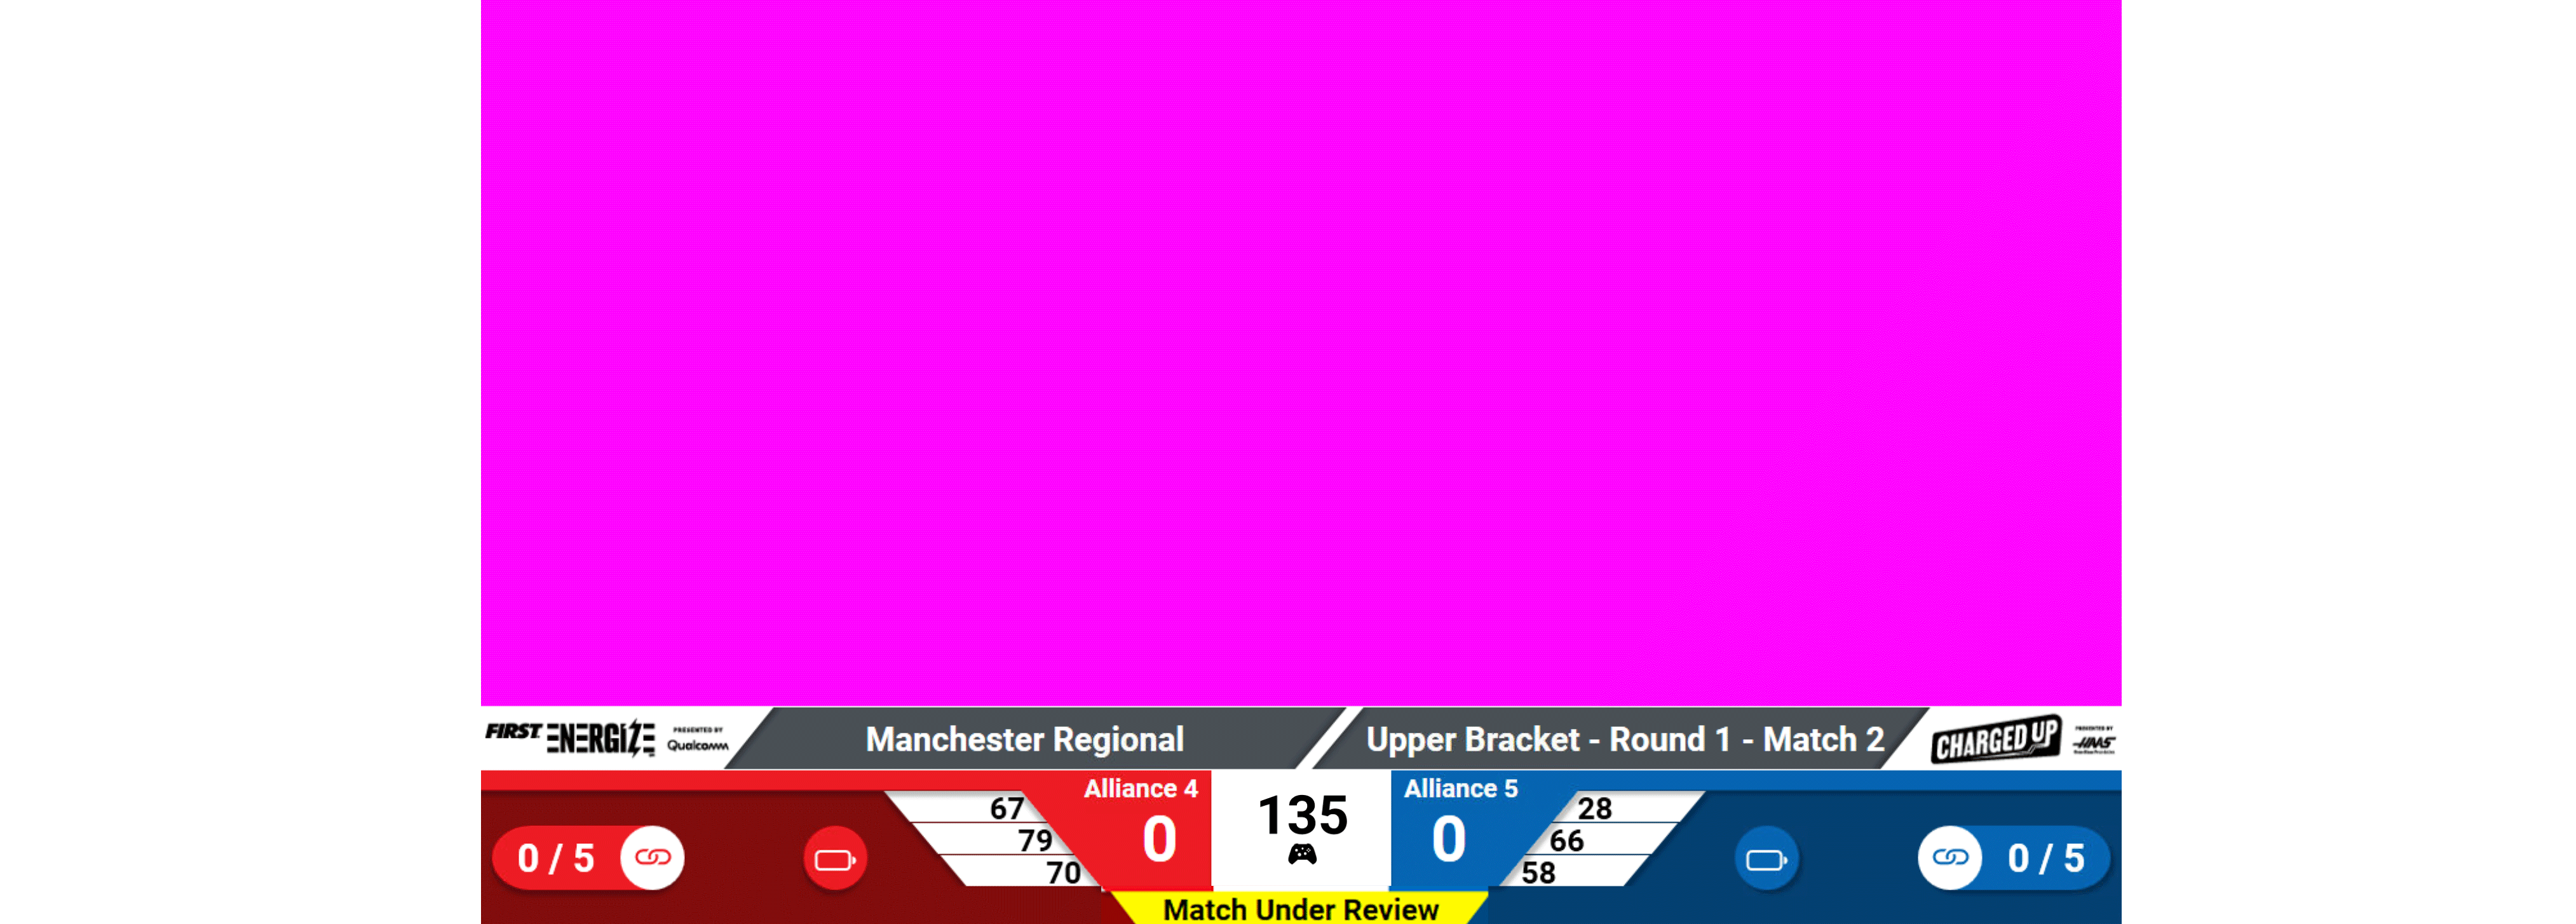 FIRST ENERGIZE PRESENTED BY Qualcomm
Manchester Regional
Upper Bracket - Round 1 - Match 2
CHARGED UP PRESENTED BY HAAS
Alliance 4
Alliance 5
67
79
70
0
135
0
28
66
58
0 / 5
0 / 5
Match Under Review